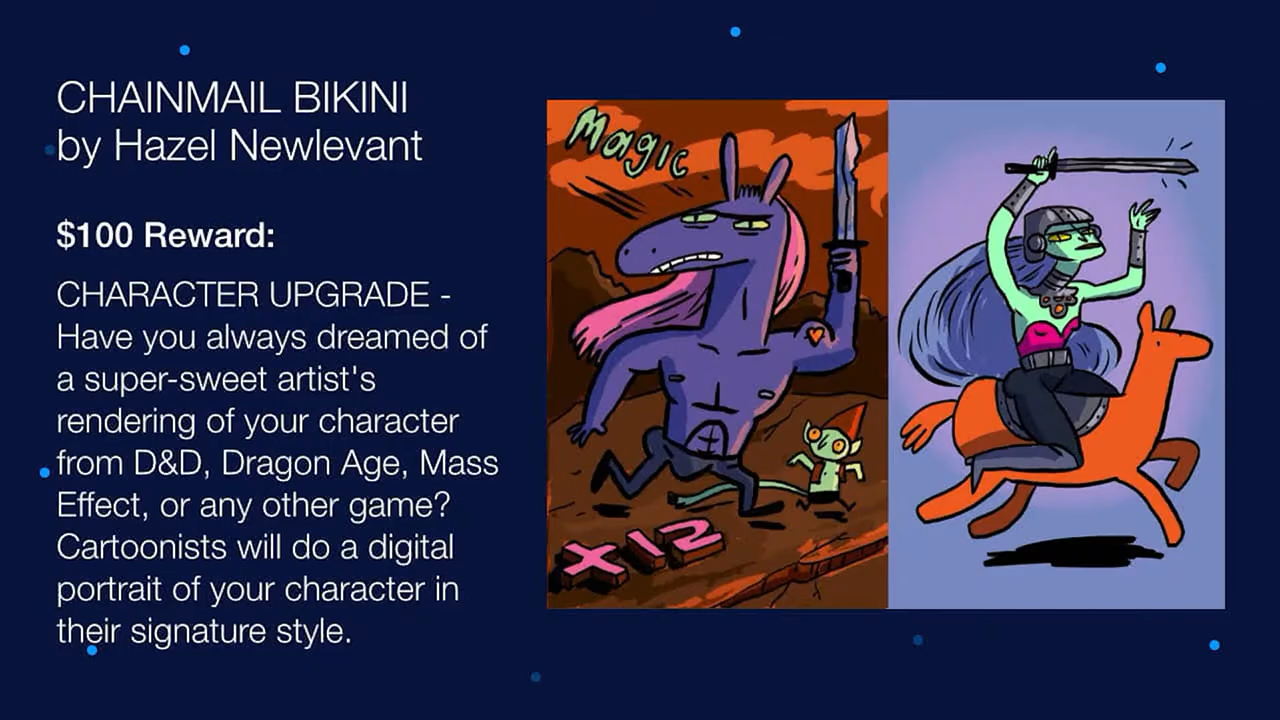 CHAINMAIL BIKINI
by Hazel Newlevant
$100 Reward:
CHARACTER UPGRADE -
Have you always dreamed of
a super-sweet artist's
rendering of your character
from D&D, Dragon Age, Mass
Effect, or any other game?
Cartoonists will do a digital
portrait of your character in
their signature style.
Magic
X12